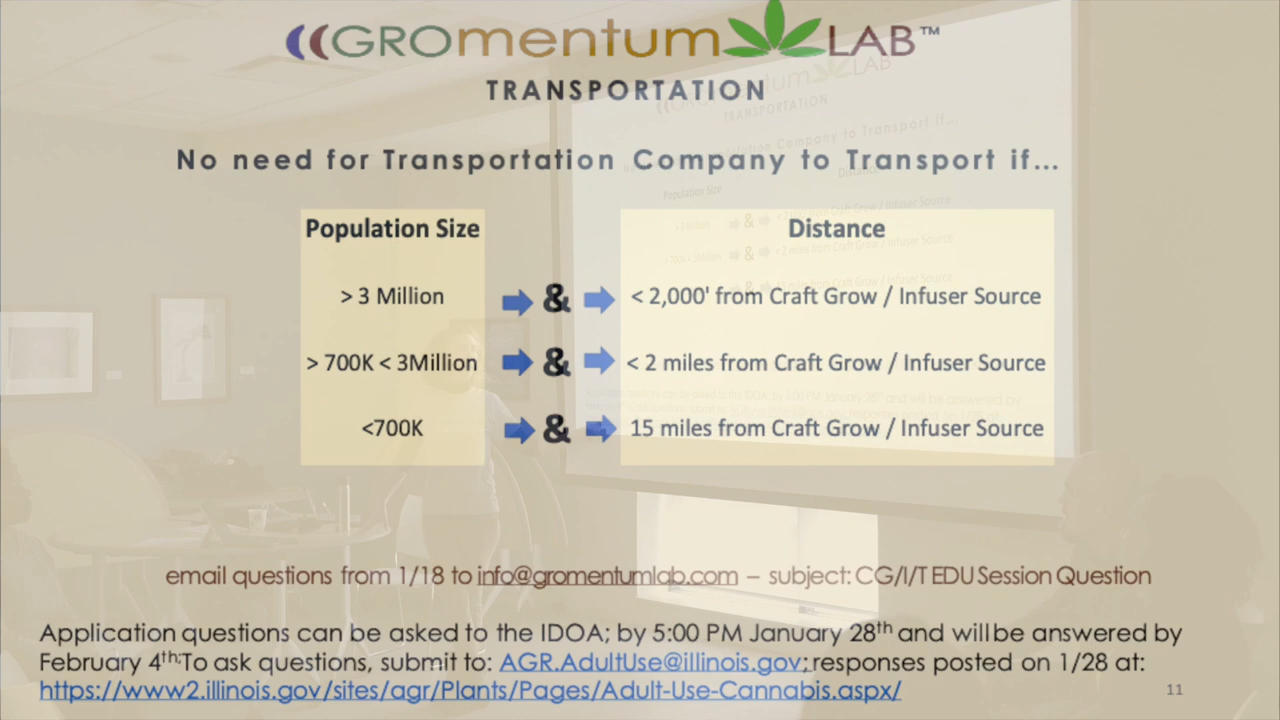 ((GROmentum LAB™
TRANSPORTATION
No need for Transportation Company to Transport if...
Population Size Distance
> 3 Million & < 2,000' from Craft Grow / Infuser Source
> 700K < 3Million & < 2 miles from Craft Grow / Infuser Source
<700K & 15 miles from Craft Grow / Infuser Source
email questions from 1/18 to info@gromentumlab.com – subject: CG/I/T EDU Session Question
Application questions can be asked to the IDOA; by 5:00 PM January 28th and will be answered by
February 4th;To ask questions, submit to: AGR.AdultUse@illinois.gov; responses posted on 1/28 at:
https://www2.illinois.gov/sites/agr/Plants/Pages/Adult-Use-Cannabis.aspx/
11